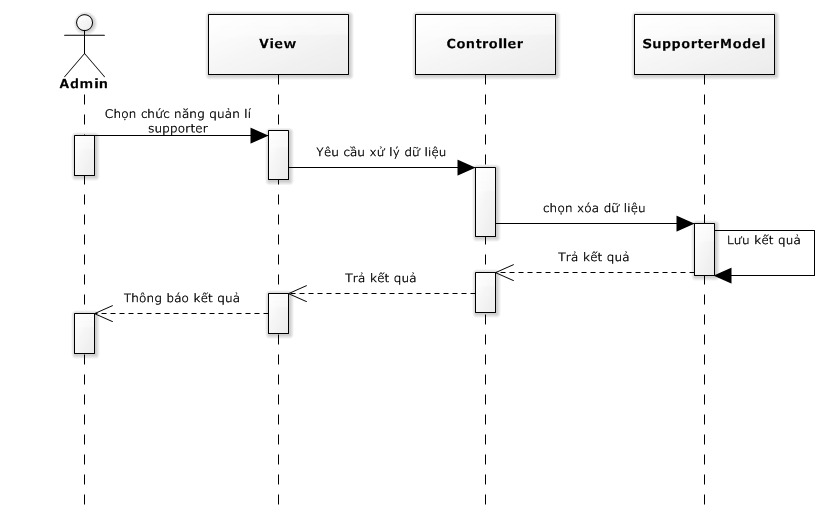 Admin
View
Controller
SupporterModel
Chọn chức năng quản lí
supporter
Yêu cầu xử lý dữ liệu
chọn xóa dữ liệu
Lưu kết quả
Trả kết quả
Trả kết quả
Thông báo kết quả